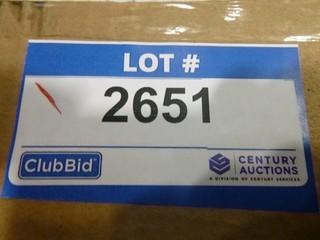 LOT #
2651
ClubBid
CENTURY
AUCTIONS
A DIVISION OF CENTURY SERVICES